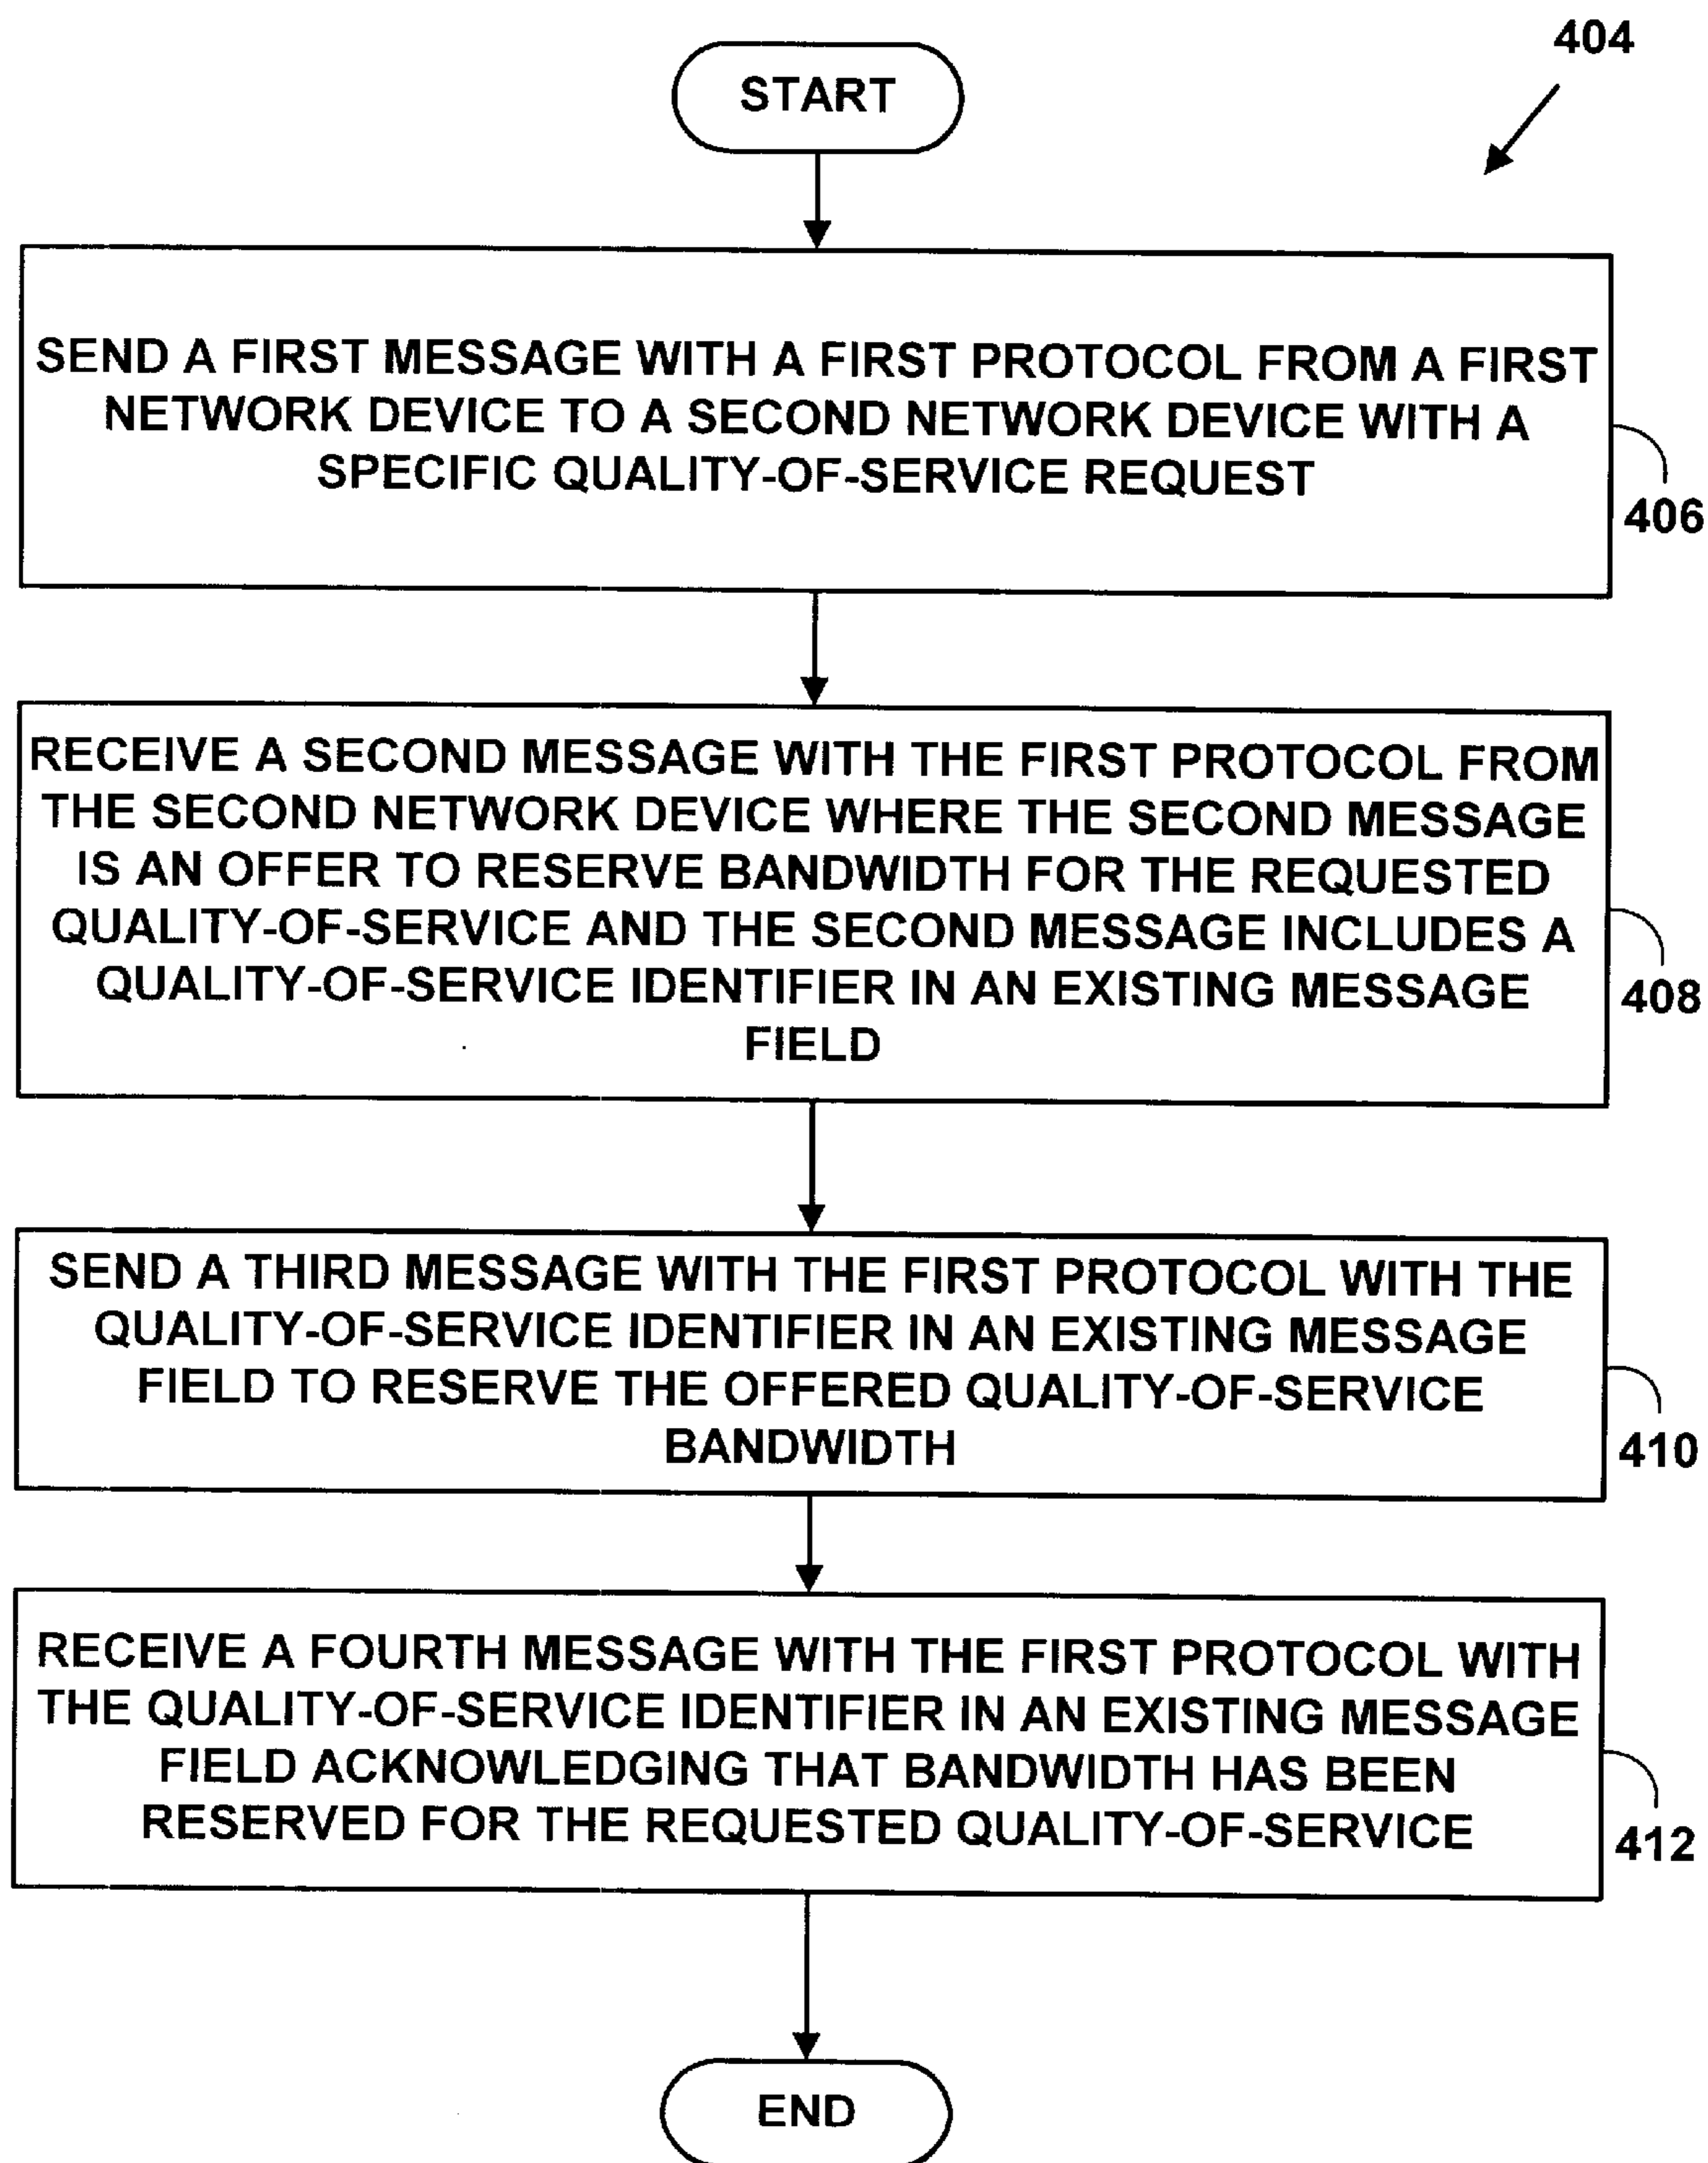 404
START
SEND A FIRST MESSAGE WITH A FIRST PROTOCOL FROM A FIRST
NETWORK DEVICE TO A SECOND NETWORK DEVICE WITH A
SPECIFIC QUALITY-OF-SERVICE REQUEST
406
RECEIVE A SECOND MESSAGE WITH THE FIRST PROTOCOL FROM
THE SECOND NETWORK DEVICE WHERE THE SECOND MESSAGE
IS AN OFFER TO RESERVE BANDWIDTH FOR THE REQUESTED
QUALITY-OF-SERVICE AND THE SECOND MESSAGE INCLUDES A
QUALITY-OF-SERVICE IDENTIFIER IN AN EXISTING MESSAGE
FIELD
408
SEND A THIRD MESSAGE WITH THE FIRST PROTOCOL WITH THE
QUALITY-OF-SERVICE IDENTIFIER IN AN EXISTING MESSAGE
FIELD TO RESERVE THE OFFERED QUALITY-OF-SERVICE
BANDWIDTH
410
RECEIVE A FOURTH MESSAGE WITH THE FIRST PROTOCOL WITH
THE QUALITY-OF-SERVICE IDENTIFIER IN AN EXISTING MESSAGE
FIELD ACKNOWLEDGING THAT BANDWIDTH HAS BEEN
RESERVED FOR THE REQUESTED QUALITY-OF-SERVICE
412
END